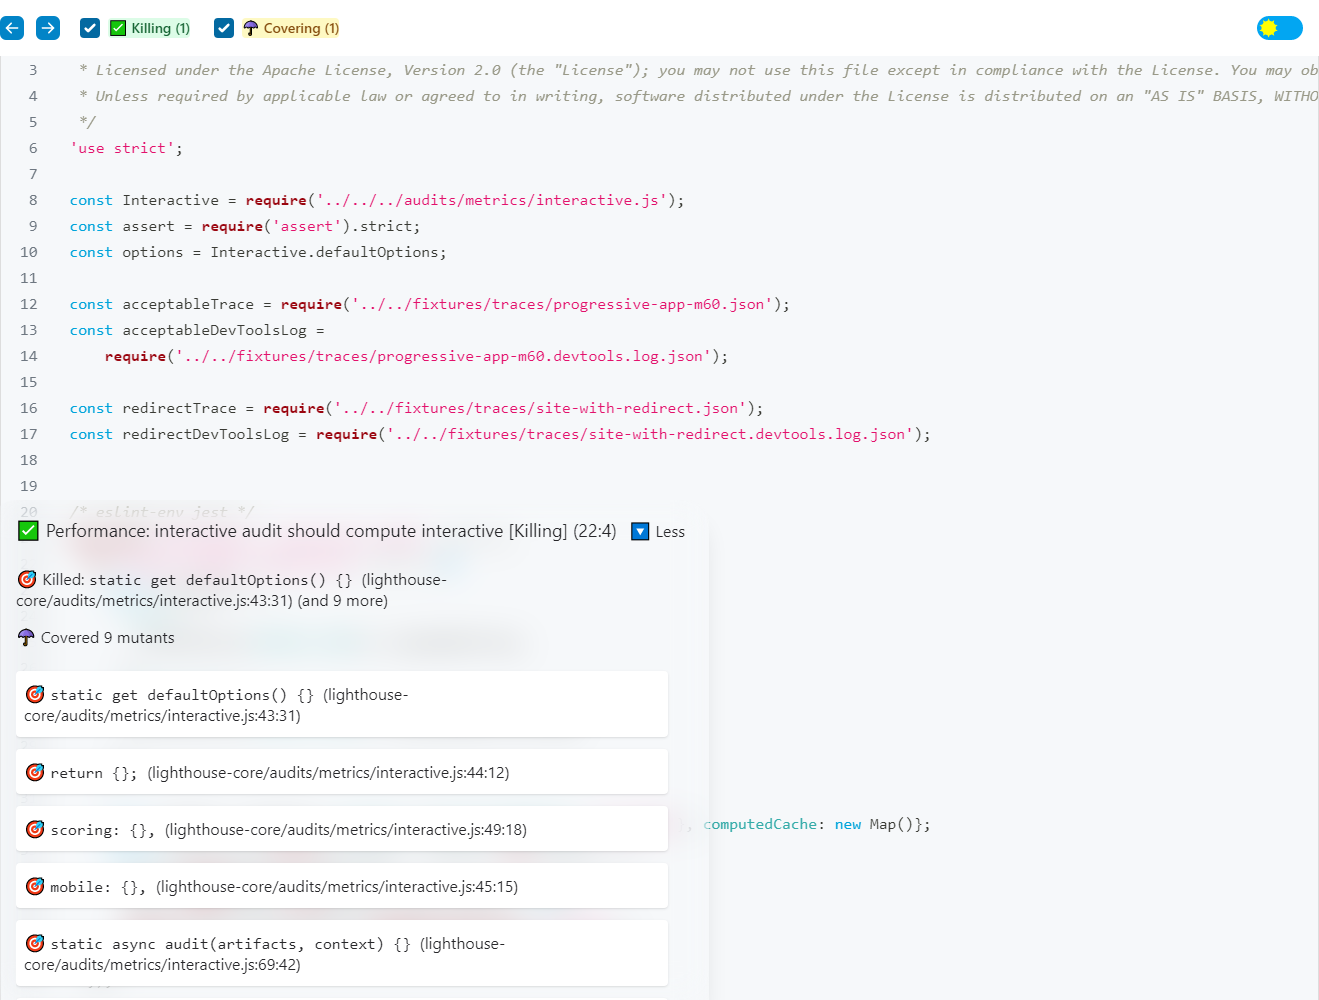 Killing (1) Covering (1)
3 * Licensed under the Apache License, Version 2.0 (the "License"); you may not use this file except in compliance with the License. You may ob
4 * Unless required by applicable law or agreed to in writing, software distributed under the License is distributed on an "AS IS" BASIS, WITHO
5 */
6 'use strict';
7
8 const Interactive = require('../../../audits/metrics/interactive.js');
9 const assert = require('assert').strict;
10 const options = Interactive.defaultOptions;
11
12 const acceptableTrace = require('../../fixtures/traces/progressive-app-m60.json');
13 const acceptableDevToolsLog =
14 require('../../fixtures/traces/progressive-app-m60.devtools.log.json');
15
16 const redirectTrace = require('../../fixtures/traces/site-with-redirect.json');
17 const redirectDevToolsLog = require('../../fixtures/traces/site-with-redirect.devtools.log.json');
18
19
20 /* eslint-env jest */
Performance: interactive audit should compute interactive [Killing] (22:4) Less
Killed: static get defaultOptions() {} (lighthouse-
core/audits/metrics/interactive.js:43:31) (and 9 more)
Covered 9 mutants
static get defaultOptions() {} (lighthouse-
core/audits/metrics/interactive.js:43:31)
return {}; (lighthouse-core/audits/metrics/interactive.js:44:12)
scoring: {}, (lighthouse-core/audits/metrics/interactive.js:49:18)
, computedCache: new Map()};
mobile: {}, (lighthouse-core/audits/metrics/interactive.js:45:15)
static async audit(artifacts, context) {} (lighthouse-
core/audits/metrics/interactive.js:69:42)